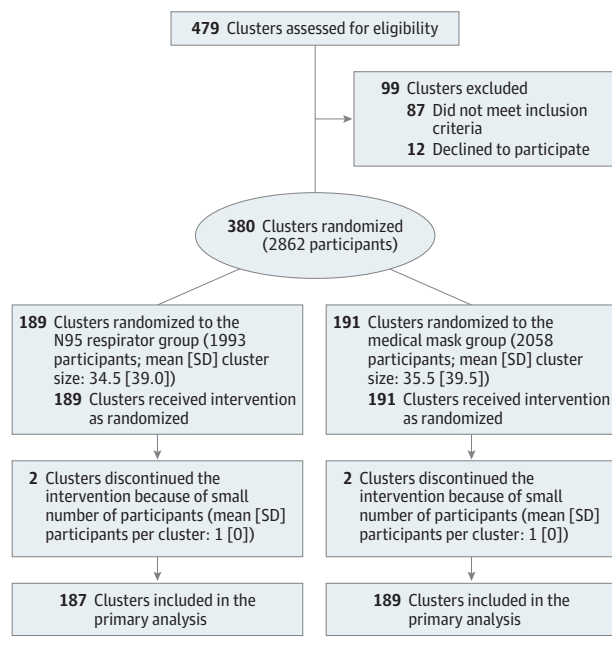 479 Clusters assessed for eligibility
99 Clusters excluded
87 Did not meet inclusion
criteria
12 Declined to participate
380 Clusters randomized
(2862 participants)
189 Clusters randomized to the
N95 respirator group (1993
participants; mean [SD] cluster
size: 34.5 [39.0])
189 Clusters received intervention
as randomized
191 Clusters randomized to the
medical mask group (2058
participants; mean [SD] cluster
size: 35.5 [39.5])
191 Clusters received intervention
as randomized
2 Clusters discontinued the
intervention because of small
number of participants (mean [SD]
participants per cluster: 1 [0])
2 Clusters discontinued the
intervention because of small
number of participants (mean [SD]
participants per cluster: 1 [0])
187 Clusters included in the
primary analysis
189 Clusters included in the
primary analysis